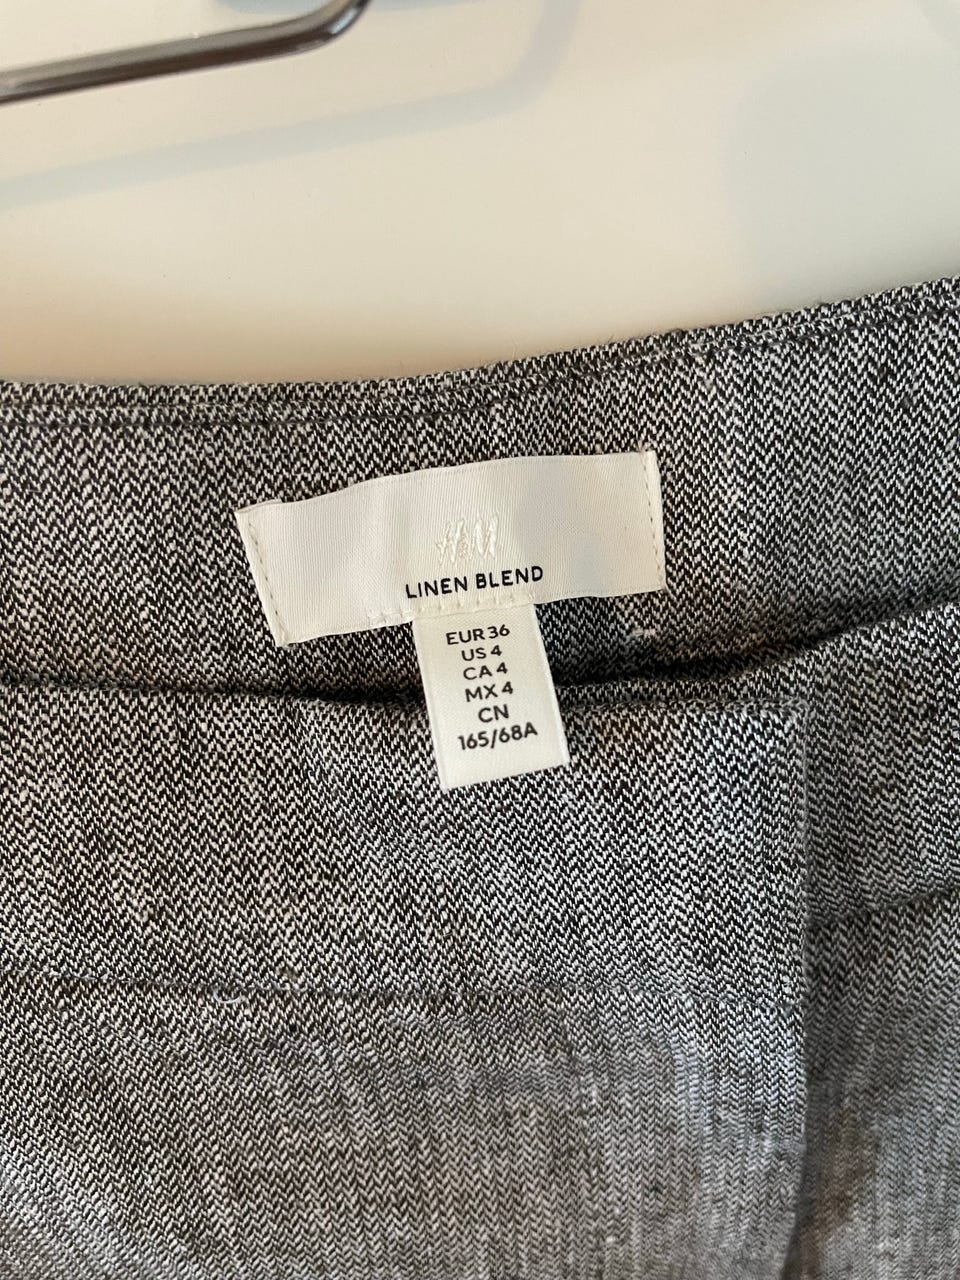 H&M
LINEN BLEND
EUR 36
US 4
CA 4
MX 4
CN
165/68A